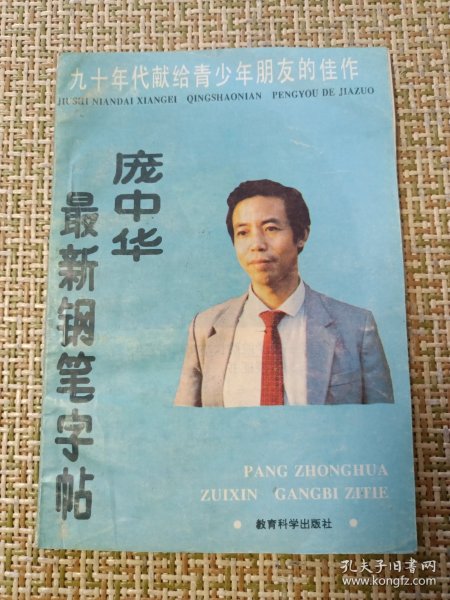 九十年代献给青少年朋友的佳作
JIUSHI NIANDAI XIANGEI QINGSHAONIAN PENGYOU DE JIAZUO
庞中华
最新钢笔字帖
PANG ZHONGHUA
ZUIXIN GANGBI ZITIE
• 教育科学出版社 •
孔夫子旧书网
www.kongfz.com